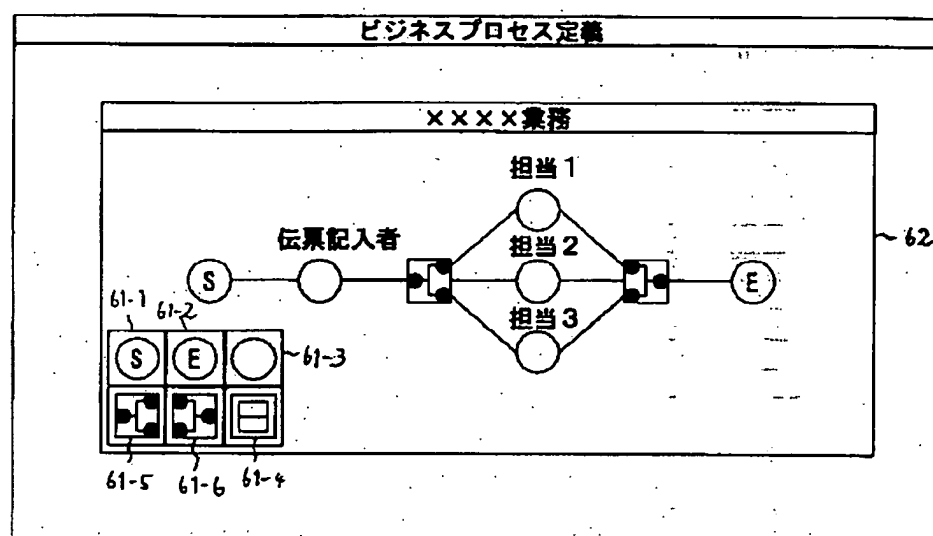 ビジネスプロセス定義
××××業務
担当1
伝票記入者
担当2
62
S
E
担当3
61-1
61-2
S
E
61-3
61-5
61-6
61-4